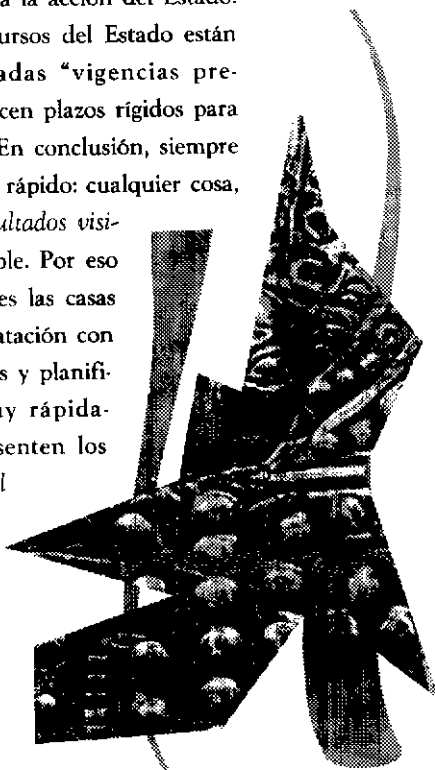 a la acción del Estado.
ursos del Estado están
adas “vigencias pre-
cen plazos rígidos para
En conclusión, siempre
rápido: cualquier cosa,
ultados visi-
ble. Por eso
es las casas
atación con
s y planifi-
uy rápida-
senten los
l